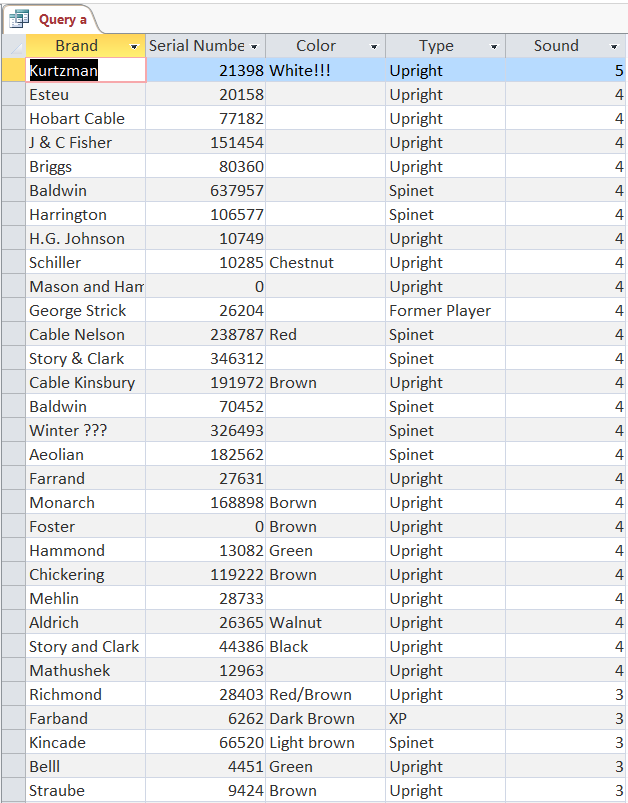 Query a
Brand Serial Numbe Color Type Sound
Kurtzman 21398 White!!! Upright 5
Esteu 20158 Upright 4
Hobart Cable 77182 Upright 4
J & C Fisher 151454 Upright 4
Briggs 80360 Upright 4
Baldwin 637957 Spinet 4
Harrington 106577 Spinet 4
H.G. Johnson 10749 Upright 4
Schiller 10285 Chestnut Upright 4
Mason and Ham 0 Upright 4
George Strick 26204 Former Player 4
Cable Nelson 238787 Red Spinet 4
Story & Clark 346312 Spinet 4
Cable Kinsbury 191972 Brown Upright 4
Baldwin 70452 Spinet 4
Winter ??? 326493 Spinet 4
Aeolian 182562 Spinet 4
Farrand 27631 Upright 4
Monarch 168898 Borwn Upright 4
Foster 0 Brown Upright 4
Hammond 13082 Green Upright 4
Chickering 119222 Brown Upright 4
Mehlin 28733 Upright 4
Aldrich 26365 Walnut Upright 4
Story and Clark 44386 Black Upright 4
Mathushek 12963 Upright 4
Richmond 28403 Red/Brown Upright 3
Farband 6262 Dark Brown XP 3
Kincade 66520 Light brown Spinet 3
Belll 4451 Green Upright 3
Straube 9424 Brown Upright 3